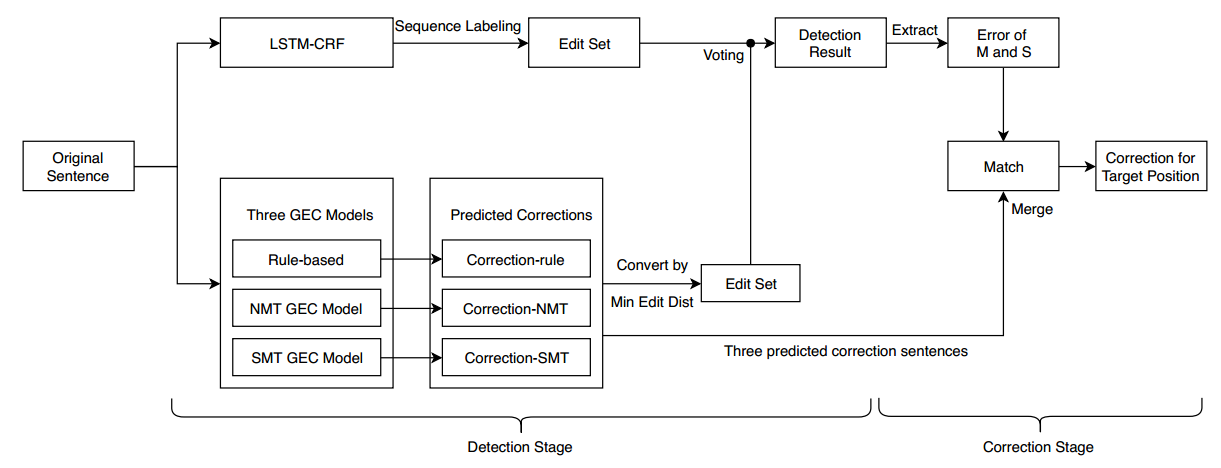 LSTM-CRF
Sequence Labeling
Edit Set
Voting
Detection
Result
Extract
Error of
M and S
Original
Sentence
Match
Correction for
Target Position
Merge
Three GEC Models
Predicted Corrections
Rule-based
Correction-rule
NMT GEC Model
Correction-NMT
SMT GEC Model
Correction-SMT
Convert by
Min Edit Dist
Edit Set
Three predicted correction sentences
Detection Stage
Correction Stage